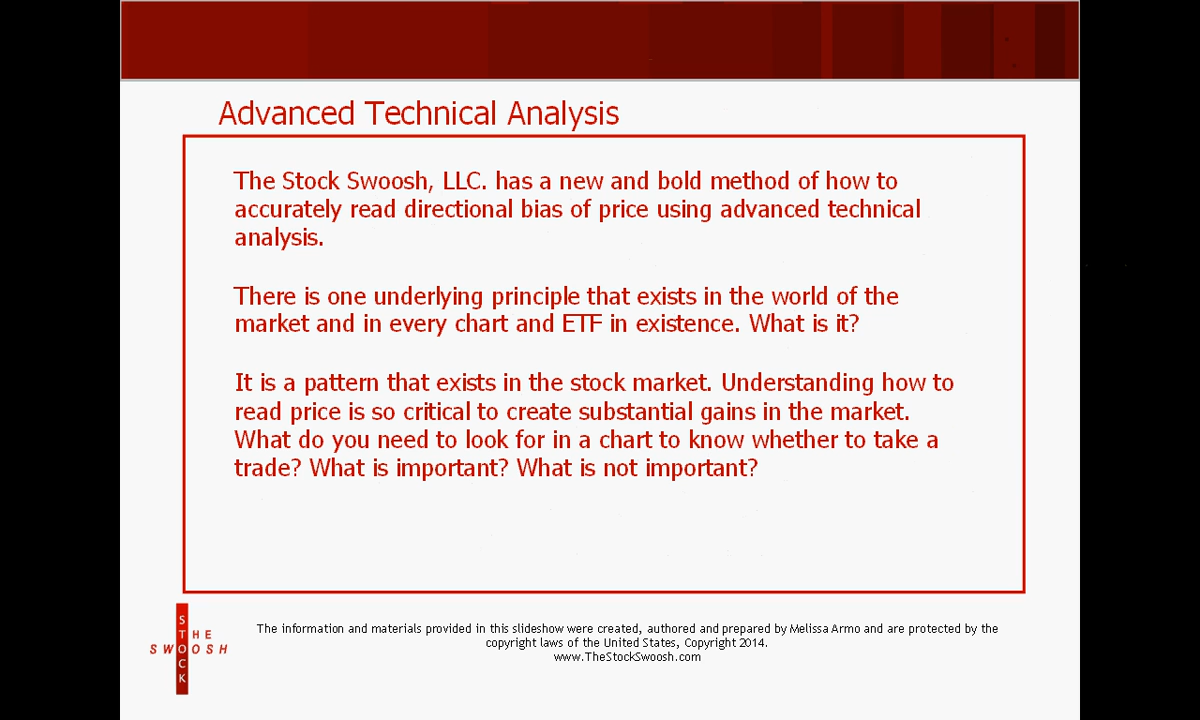 Advanced Technical Analysis
The Stock Swoosh, LLC. has a new and bold method of how to
accurately read directional bias of price using advanced technical
analysis.
There is one underlying principle that exists in the world of the
market and in every chart and ETF in existence. What is it?
It is a pattern that exists in the stock market. Understanding how to
read price is so critical to create substantial gains in the market.
What do you need to look for in a chart to know whether to take a
trade? What is important? What is not important?
THE
STOCK
SWOOSH
The information and materials provided in this slideshow were created, authored and prepared by Melissa Armo and are protected by the
copyright laws of the United States, Copyright 2014.
www.TheStockSwoosh.com